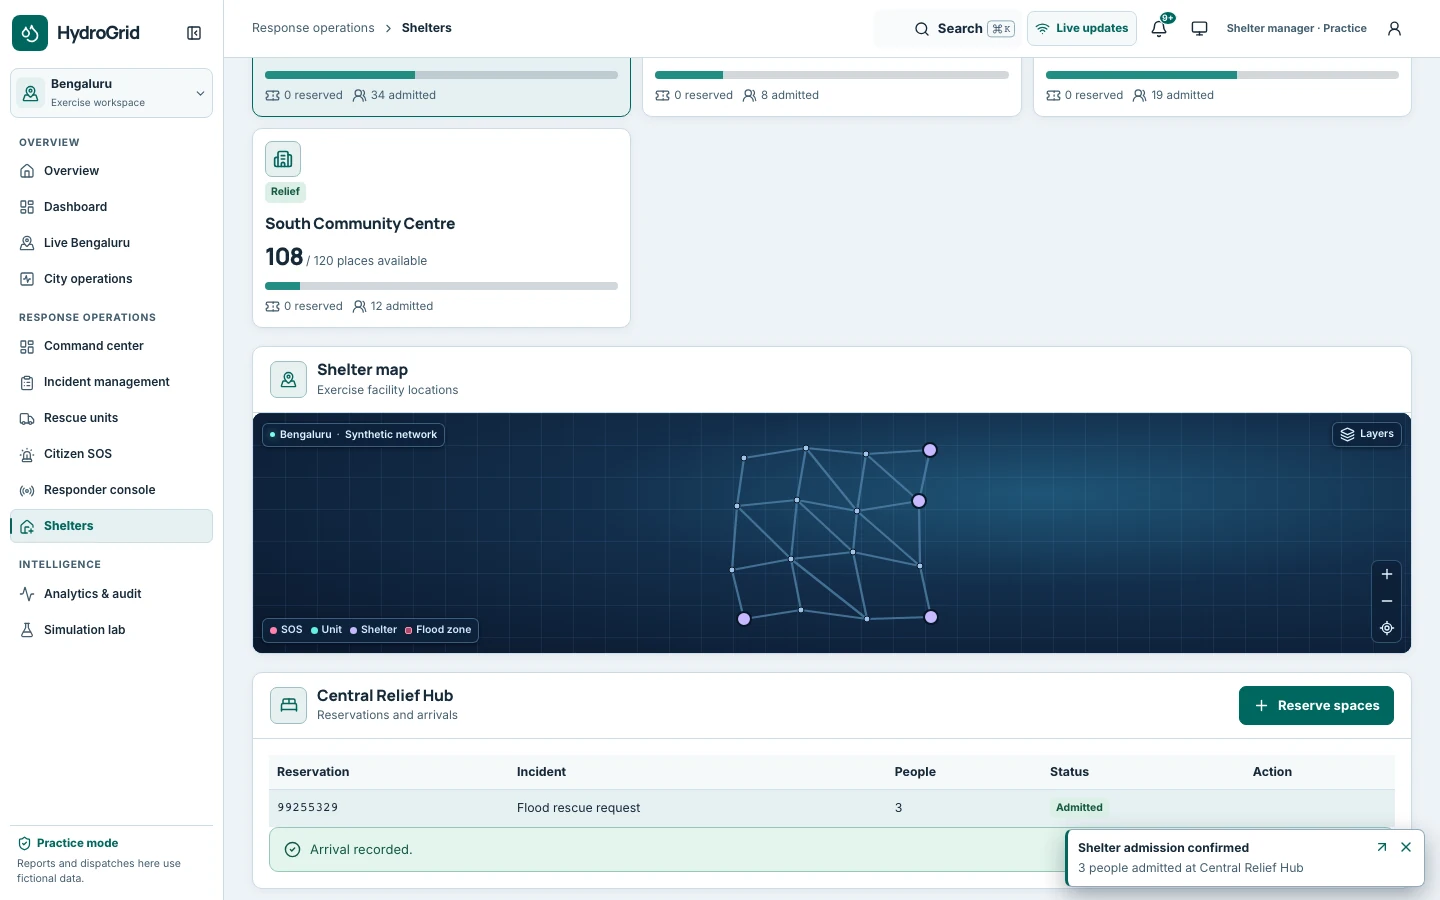 HydroGrid
Response operations > Shelters
Search ⌘ K
Live updates
9+
Shelter manager · Practice
Bengaluru
Exercise workspace
OVERVIEW
Overview
Dashboard
Live Bengaluru
City operations
RESPONSE OPERATIONS
Command center
Incident management
Rescue units
Citizen SOS
Responder console
Shelters
INTELLIGENCE
Analytics & audit
Simulation lab
Practice mode
Reports and dispatches here use
fictional data.
0 reserved 34 admitted
0 reserved 8 admitted
0 reserved 19 admitted
Relief
South Community Centre
108 / 120 places available
0 reserved 12 admitted
Shelter map
Exercise facility locations
Bengaluru · Synthetic network
Layers
SOS Unit Shelter Flood zone
Central Relief Hub
Reservations and arrivals
+ Reserve spaces
Reservation Incident People Status Action
99255329 Flood rescue request 3 Admitted
Arrival recorded.
Shelter admission confirmed
3 people admitted at Central Relief Hub